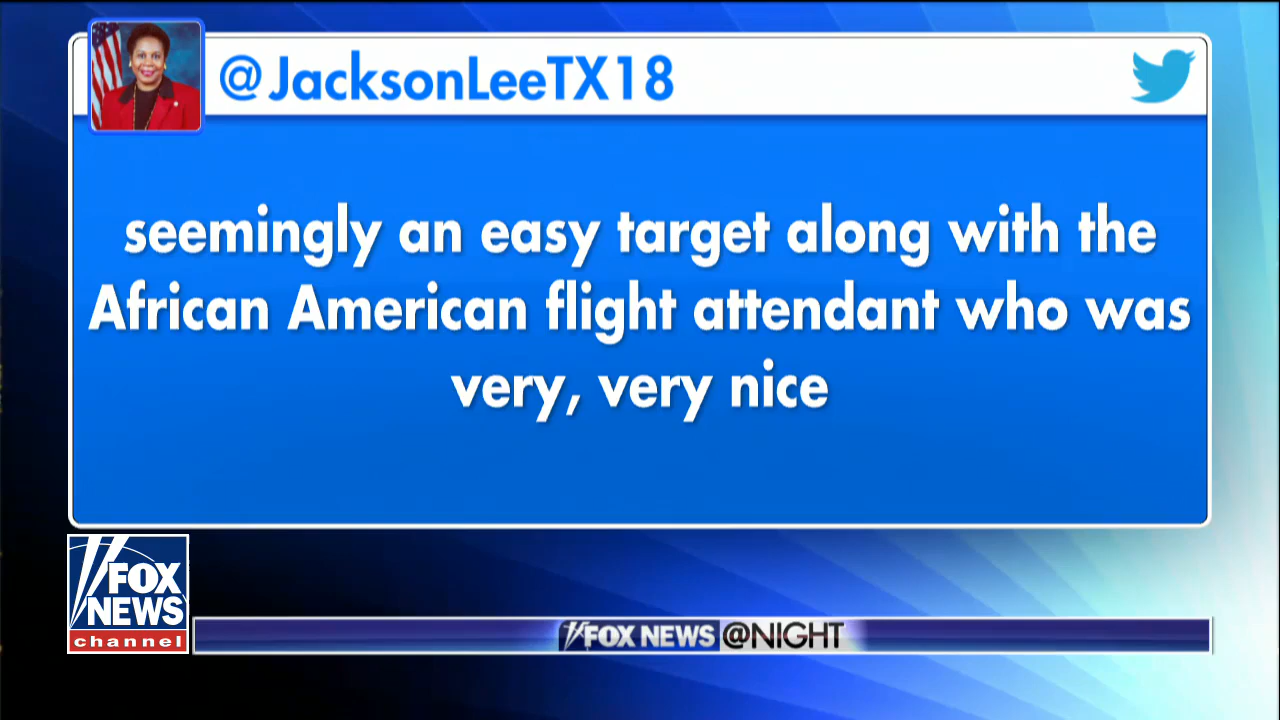 @JacksonLeeTX18
seemingly an easy target along with the
African American flight attendant who was
very, very nice
FOX
NEWS
channel
FOX NEWS @NIGHT